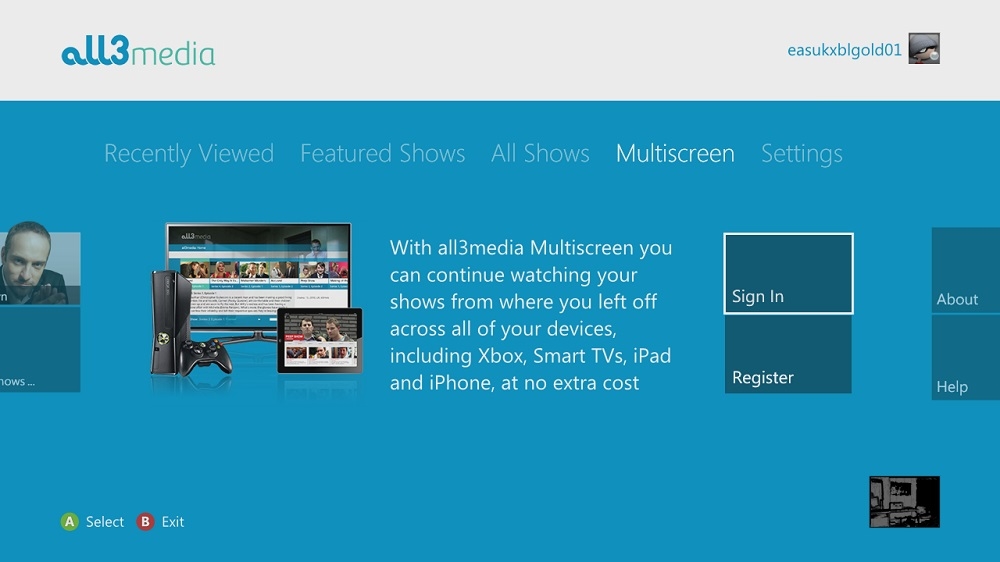 all3media
easukxblgold01
Recently Viewed Featured Shows All Shows Multiscreen Settings
With all3media Multiscreen you
can continue watching your
shows from where you left off
across all of your devices,
including Xbox, Smart TVs, iPad
and iPhone, at no extra cost
Sign In
Register
About
Help
hows ...
all3media
A Select B Exit